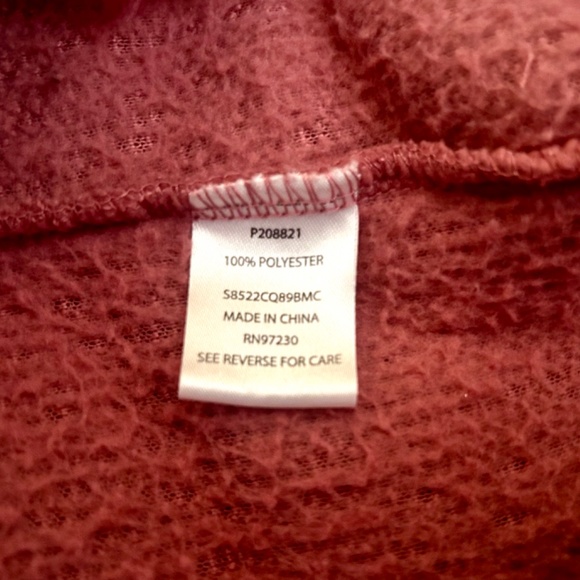 P208821
100% POLYESTER
S8522CQ89BMC
MADE IN CHINA
RN97230
SEE REVERSE FOR CARE